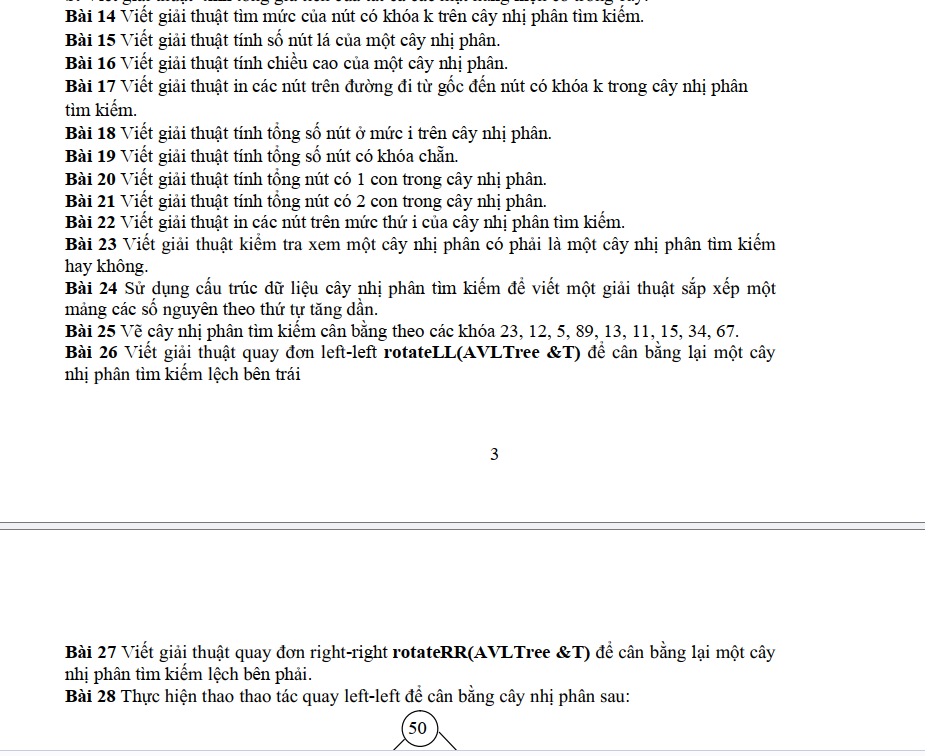 Bài 14 Viết giải thuật tìm mức của nút có khóa k trên cây nhị phân tìm kiếm.
Bài 15 Viết giải thuật tính số nút lá của một cây nhị phân.
Bài 16 Viết giải thuật tính chiều cao của một cây nhị phân.
Bài 17 Viết giải thuật in các nút trên đường đi từ gốc đến nút có khóa k trong cây nhị phân
tìm kiếm.
Bài 18 Viết giải thuật tính tổng số nút ở mức i trên cây nhị phân.
Bài 19 Viết giải thuật tính tổng số nút có khóa chẵn.
Bài 20 Viết giải thuật tính tổng nút có 1 con trong cây nhị phân.
Bài 21 Viết giải thuật tính tổng nút có 2 con trong cây nhị phân.
Bài 22 Viết giải thuật in các nút trên mức thứ i của cây nhị phân tìm kiếm.
Bài 23 Viết giải thuật kiểm tra xem một cây nhị phân có phải là một cây nhị phân tìm kiếm
hay không.
Bài 24 Sử dụng cấu trúc dữ liệu cây nhị phân tìm kiếm để viết một giải thuật sắp xếp một
mảng các số nguyên theo thứ tự tăng dần.
Bài 25 Vẽ cây nhị phân tìm kiếm cân bằng theo các khóa 23, 12, 5, 89, 13, 11, 15, 34, 67.
Bài 26 Viết giải thuật quay đơn left-left rotateLL(AVLTree &T) để cân bằng lại một cây
nhị phân tìm kiếm lệch bên trái
3
Bài 27 Viết giải thuật quay đơn right-right rotateRR(AVLTree &T) để cân bằng lại một cây
nhị phân tìm kiếm lệch bên phải.
Bài 28 Thực hiện thao thao tác quay left-left để cân bằng cây nhị phân sau:
50